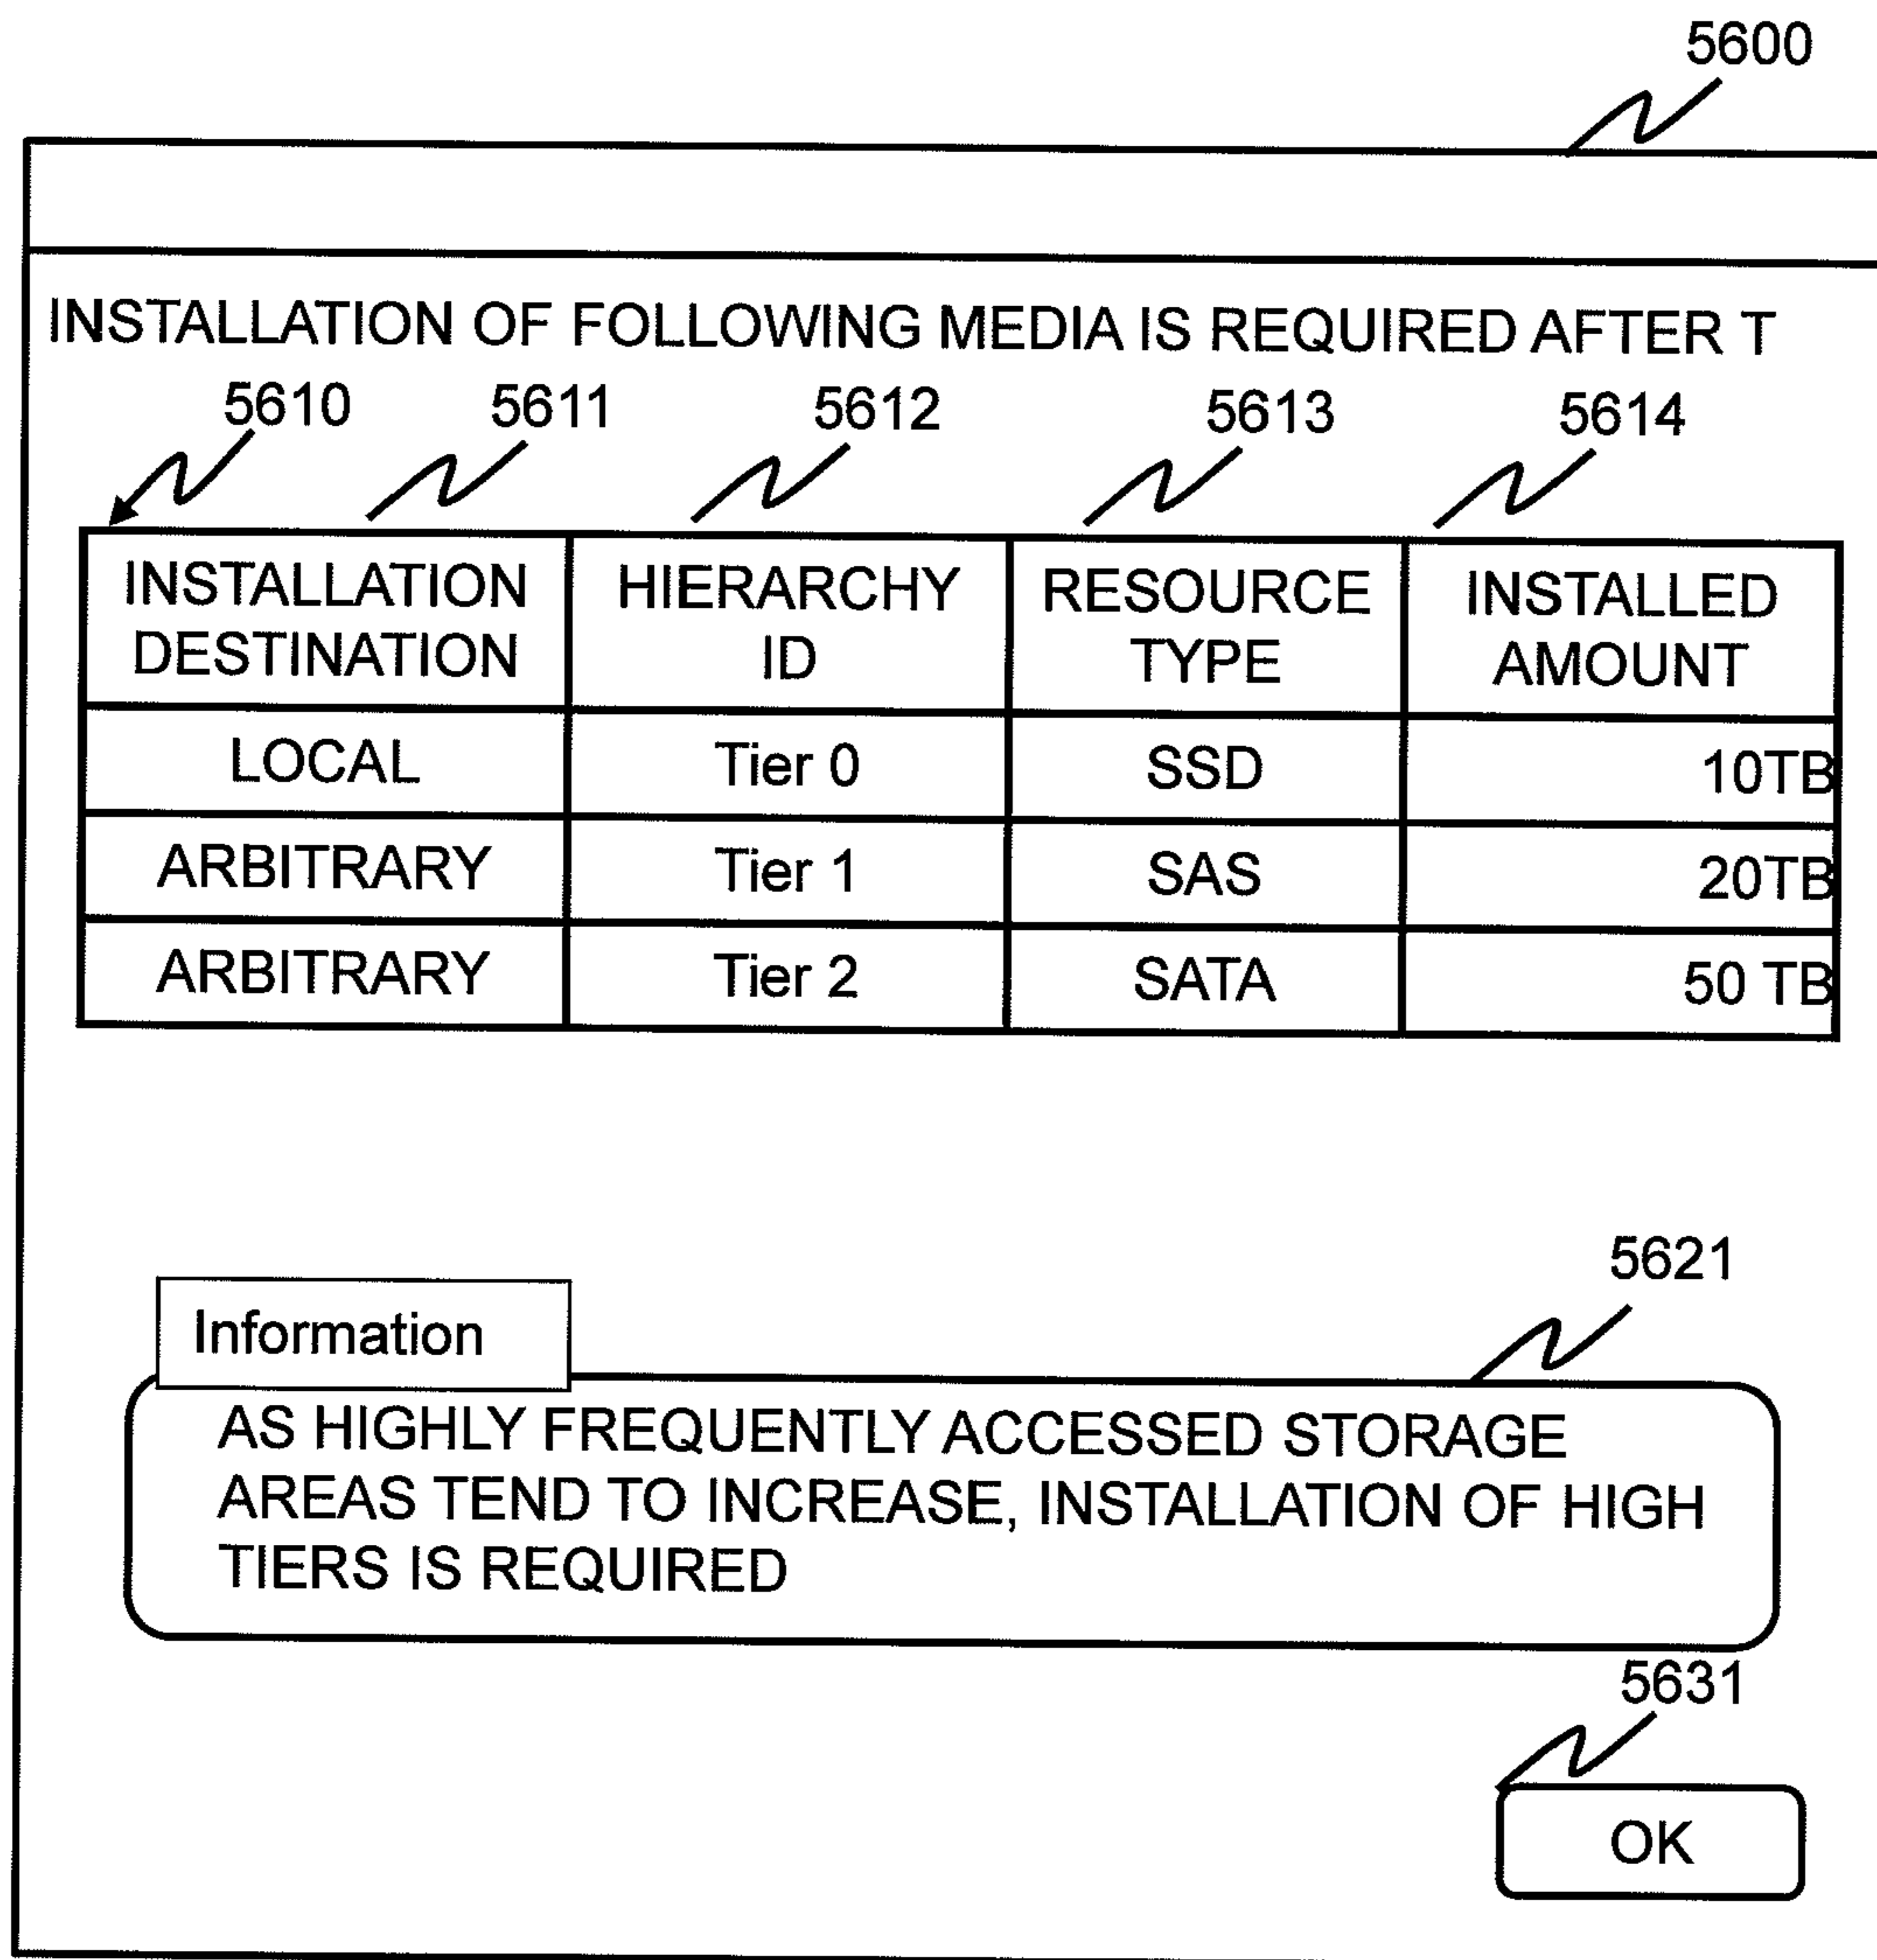 5600
INSTALLATION OF FOLLOWING MEDIA IS REQUIRED AFTER T
5610 5611 5612 5613 5614
INSTALLATION DESTINATION HIERARCHY ID RESOURCE TYPE INSTALLED AMOUNT
LOCAL Tier 0 SSD 10TB
ARBITRARY Tier 1 SAS 20TB
ARBITRARY Tier 2 SATA 50 TB
5621
Information
AS HIGHLY FREQUENTLY ACCESSED STORAGE
AREAS TEND TO INCREASE, INSTALLATION OF HIGH
TIERS IS REQUIRED
5631
OK